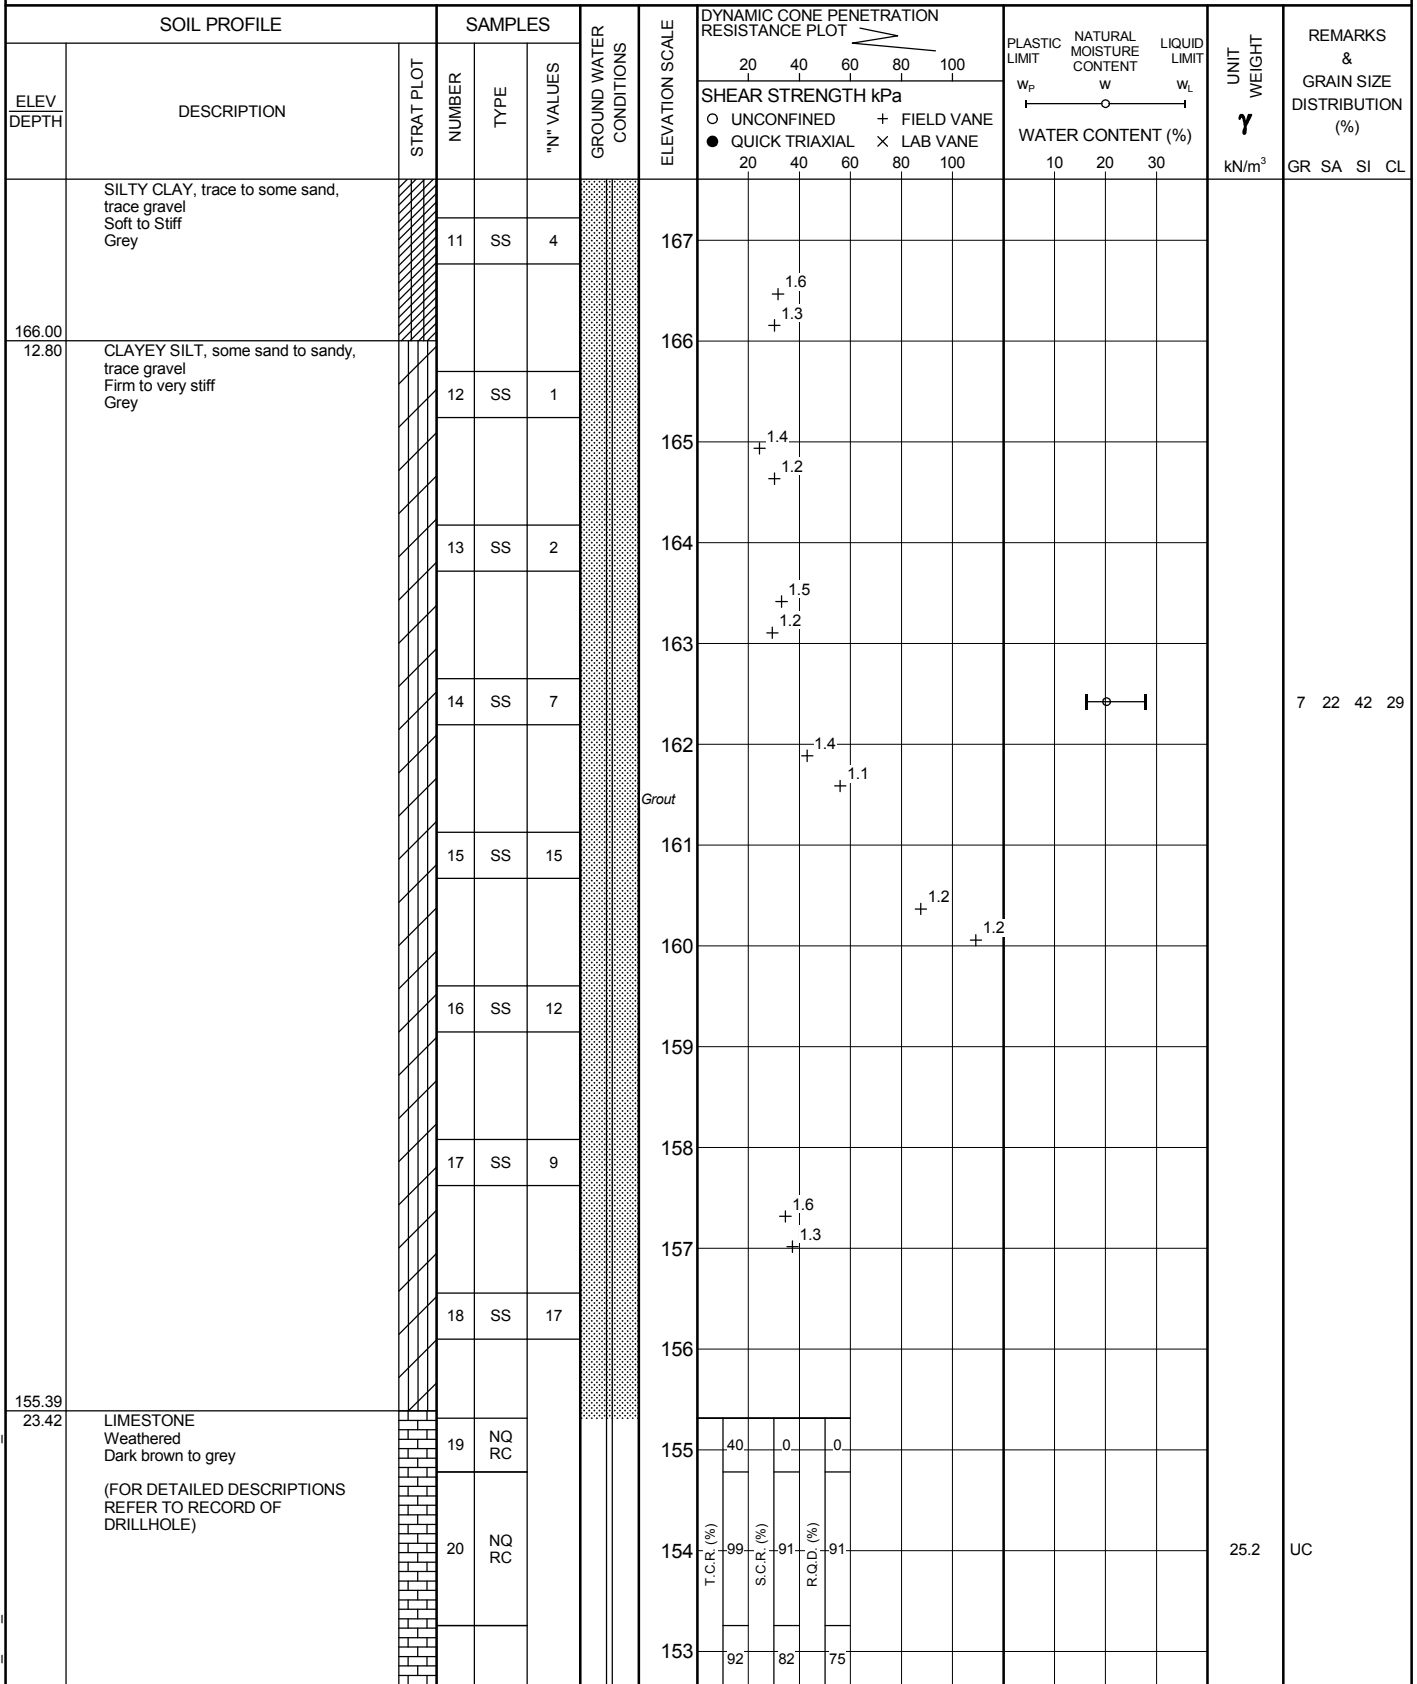 SOIL PROFILE
SAMPLES
GROUND WATER
CONDITIONS
ELEVATION SCALE
DYNAMIC CONE PENETRATION
RESISTANCE PLOT
20 40 60 80 100
SHEAR STRENGTH kPa
○ UNCONFINED + FIELD VANE
● QUICK TRIAXIAL × LAB VANE
20 40 60 80 100
PLASTIC
LIMIT
NATURAL
MOISTURE
CONTENT
LIQUID
LIMIT
wP w wL
WATER CONTENT (%)
10 20 30
UNIT
WEIGHT
γ
kN/m³
REMARKS
&
GRAIN SIZE
DISTRIBUTION
(%)
GR SA SI CL
ELEV
DEPTH
DESCRIPTION
STRAT PLOT
NUMBER
TYPE
"N" VALUES
SILTY CLAY, trace to some sand,
trace gravel
Soft to Stiff
Grey
11 SS 4
167
1.6
1.3
166.00
166
12.80
CLAYEY SILT, some sand to sandy,
trace gravel
Firm to very stiff
Grey
12 SS 1
165
1.4
1.2
13 SS 2
164
1.5
1.2
163
14 SS 7
7 22 42 29
162
1.4
1.1
Grout
161
15 SS 15
1.2
1.2
160
16 SS 12
159
158
17 SS 9
1.6
1.3
157
18 SS 17
156
155.39
23.42
LIMESTONE
Weathered
Dark brown to grey
(FOR DETAILED DESCRIPTIONS
REFER TO RECORD OF
DRILLHOLE)
19 NQ
RC
155
40 0 0
20 NQ
RC
154
T.C.R. (%)
99
S.C.R. (%)
91
R.Q.D. (%)
91
25.2
UC
153
92 82 75